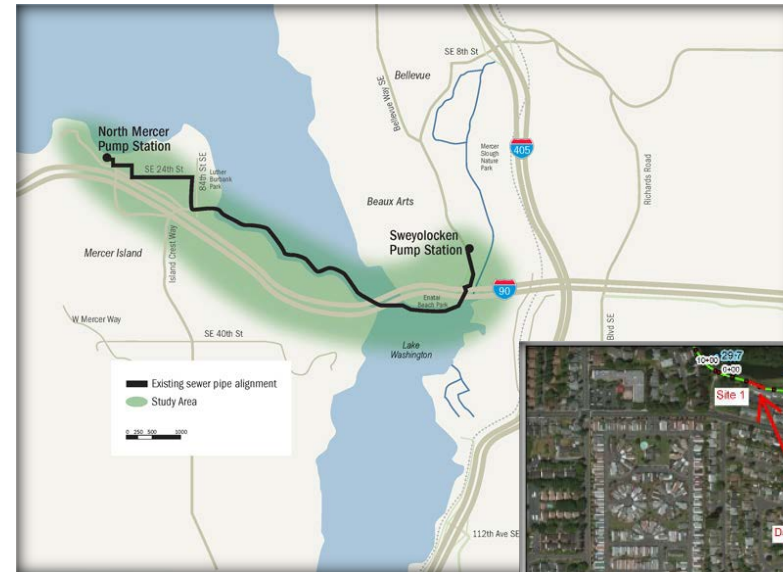 SE 8th St
Bellevue
Bellevue Way SE
405
Mercer
Slough
Nature
Park
Richards Road
North Mercer
Pump Station
SE 24th St
84th St SE
Luther
Burbank
Park
Beaux Arts
Sweyolocken
Pump Station
Mercer Island
Island Crest Way
90
Enatai
Beach Park
W Mercer Way
SE 40th St
Lake
Washington
Blvd SE
Existing sewer pipe alignment
Study Area
0 250 500 1000
112th Ave SE
10+00
29.7
0+00
Site 1